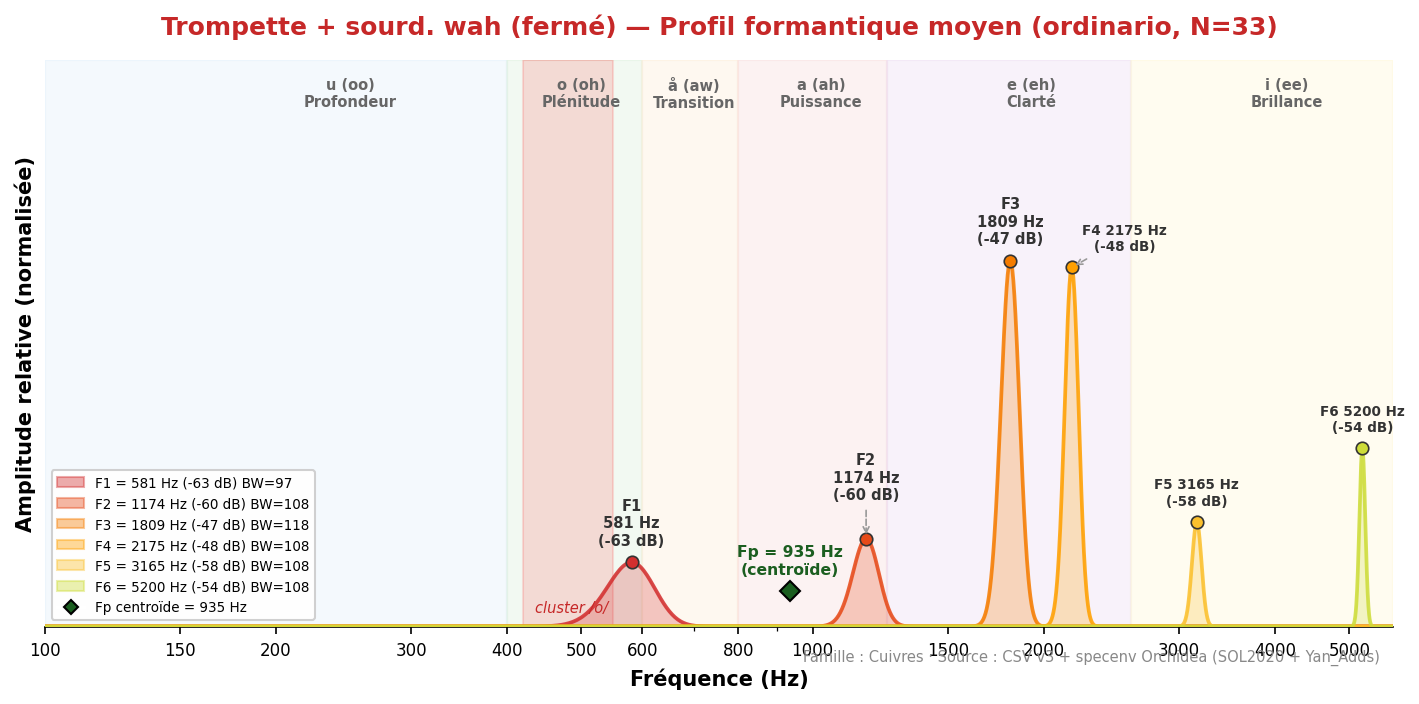 Trompette + sourd. wah (fermé) — Profil formantique moyen (ordinario, N=33)
u (oo)
Profondeur
o (oh)
Plénitude
å (aw)
Transition
a (ah)
Puissance
e (eh)
Clarté
i (ee)
Brillance
Amplitude relative (normalisée)
F3
1809 Hz
(-47 dB)
F4 2175 Hz
(-48 dB)
F6 5200 Hz
(-54 dB)
F2
1174 Hz
(-60 dB)
F5 3165 Hz
(-58 dB)
F1
581 Hz
(-63 dB)
Fp = 935 Hz
(centroïde)
cluster /o/
F1 = 581 Hz (-63 dB) BW=97
F2 = 1174 Hz (-60 dB) BW=108
F3 = 1809 Hz (-47 dB) BW=118
F4 = 2175 Hz (-48 dB) BW=108
F5 = 3165 Hz (-58 dB) BW=108
F6 = 5200 Hz (-54 dB) BW=108
Fp centroïde = 935 Hz
100 150 200 300 400 500 600 800 1000 1500 2000 3000 4000 5000
Famille : Cuivres Source : CSV v3 + specenv Orchidea (SOL2020 + Yan_Adds)
Fréquence (Hz)